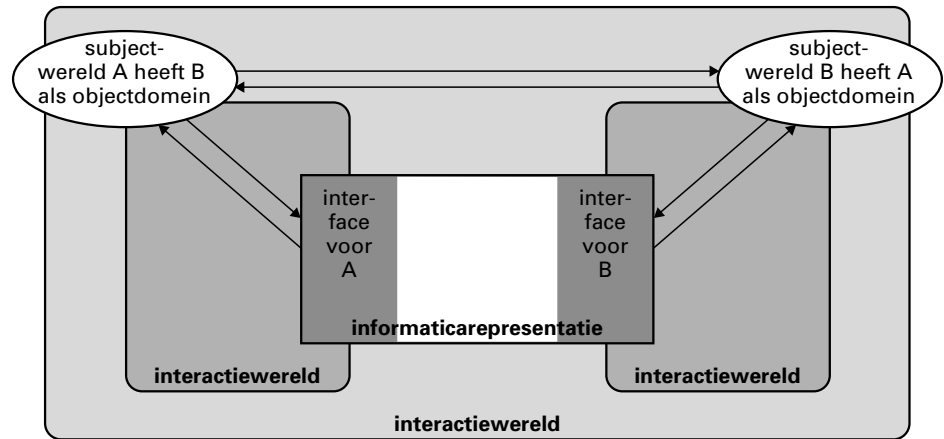 subject-
wereld A heeft B
als objectdomein
subject-
wereld B heeft A
als objectdomein
inter-
face
voor
A
inter-
face
voor
B
informaticarepresentatie
interactiewereld
interactiewereld
interactiewereld